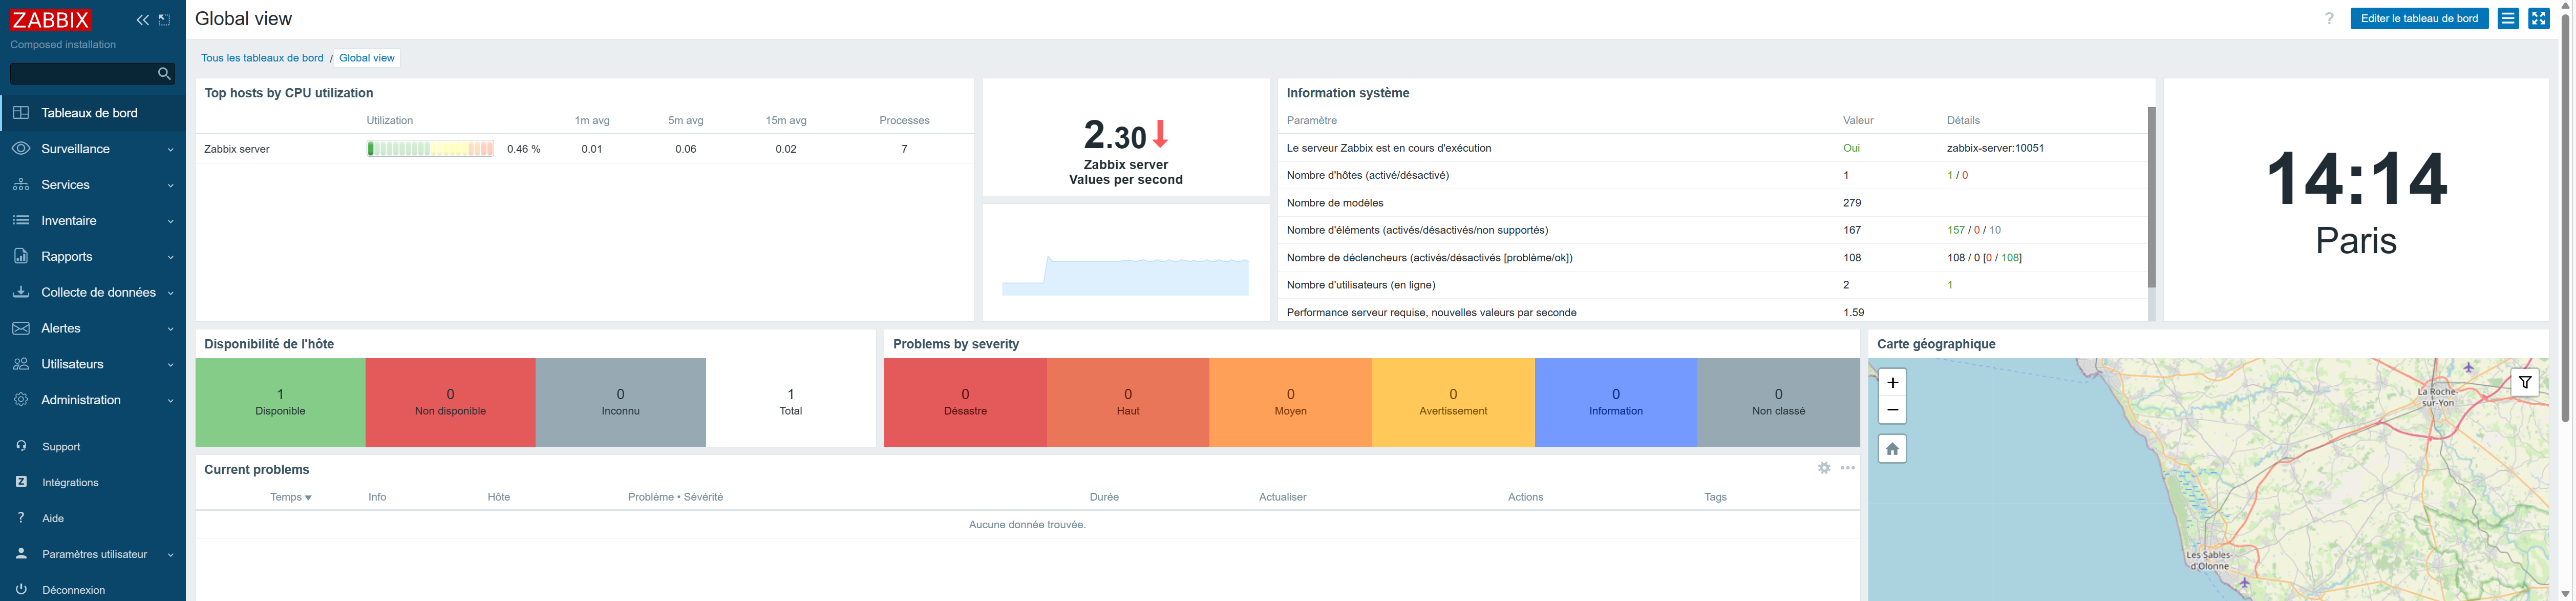 ZABBIX
Composed installation
Tableaux de bord
Surveillance
Services
Inventaire
Rapports
Collecte de données
Alertes
Utilisateurs
Administration
Support
Z Intégrations
? Aide
Paramètres utilisateur
Déconnexion
Global view
? Editer le tableau de bord
Tous les tableaux de bord / Global view
Top hosts by CPU utilization
Utilization 1m avg 5m avg 15m avg Processes
Zabbix server 0.46 % 0.01 0.06 0.02 7
2.30
Zabbix server
Values per second
Information système
Paramètre Valeur Détails
Le serveur Zabbix est en cours d'exécution Oui zabbix-server:10051
Nombre d'hôtes (activé/désactivé) 1 1 / 0
Nombre de modèles 279
Nombre d'éléments (activés/désactivés/non supportés) 167 157 / 0 / 10
Nombre de déclencheurs (activés/désactivés [problème/ok]) 108 108 / 0 [0 / 108]
Nombre d'utilisateurs (en ligne) 2 1
Performance serveur requise, nouvelles valeurs par seconde 1.59
14:14
Paris
Disponibilité de l'hôte
1 Disponible
0 Non disponible
0 Inconnu
1 Total
Problems by severity
0 Désastre
0 Haut
0 Moyen
0 Avertissement
0 Information
0 Non classé
Current problems
Temps Info Hôte Problème • Sévérité Durée Actualiser Actions Tags
Aucune donnée trouvée.
Carte géographique
+
−
La Roche-
sur-Yon
Les Sables-
d'Olonne